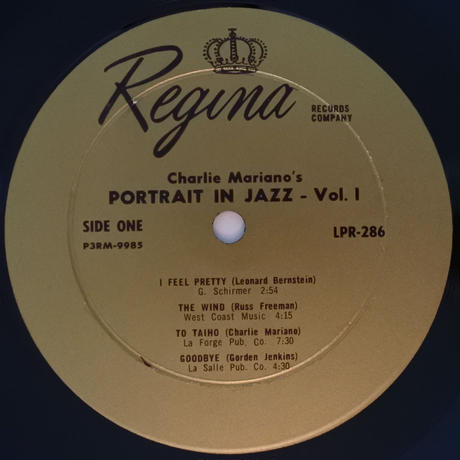 Regina
RECORDS
COMPANY
Charlie Mariano's
PORTRAIT IN JAZZ - Vol. I
SIDE ONE
LPR-286
P3RM-9985
I FEEL PRETTY (Leonard Bernstein)
G. Schirmer 2:54
THE WIND (Russ Freeman)
West Coast Music 4:15
TO TAIHO (Charlie Mariano)
La Forge Pub. Co. 7:30
GOODBYE (Gorden Jenkins)
La Salle Pub. Co. 4:30